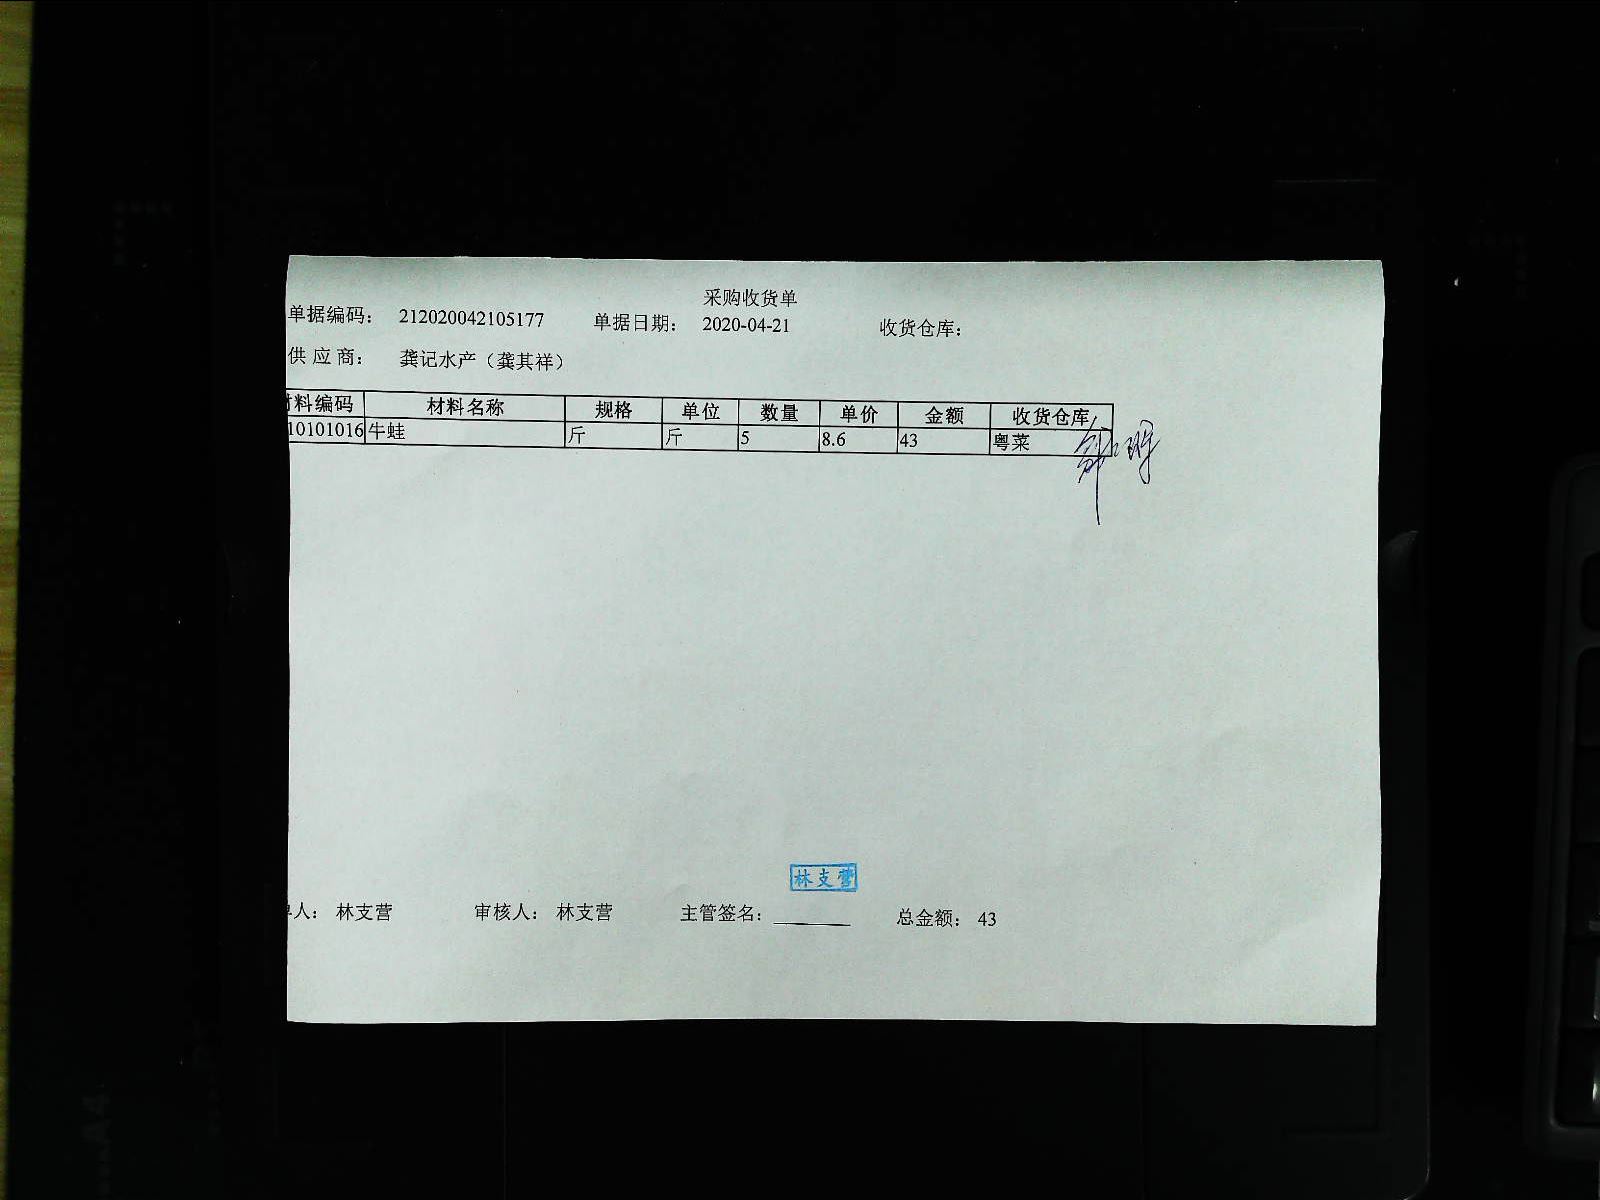 采购收货单
单据编码: 212020042105177 单据日期: 2020-04-21 收货仓库:
供应商: 龚记水产（龚其祥）
料编码 材料名称 规格 单位 数量 单价 金额 收货仓库
10101016 牛蛙 斤 斤 5 8.6 43 粤菜
林支营
人: 林支营 审核人: 林支营 主管签名: 总金额: 43
A4